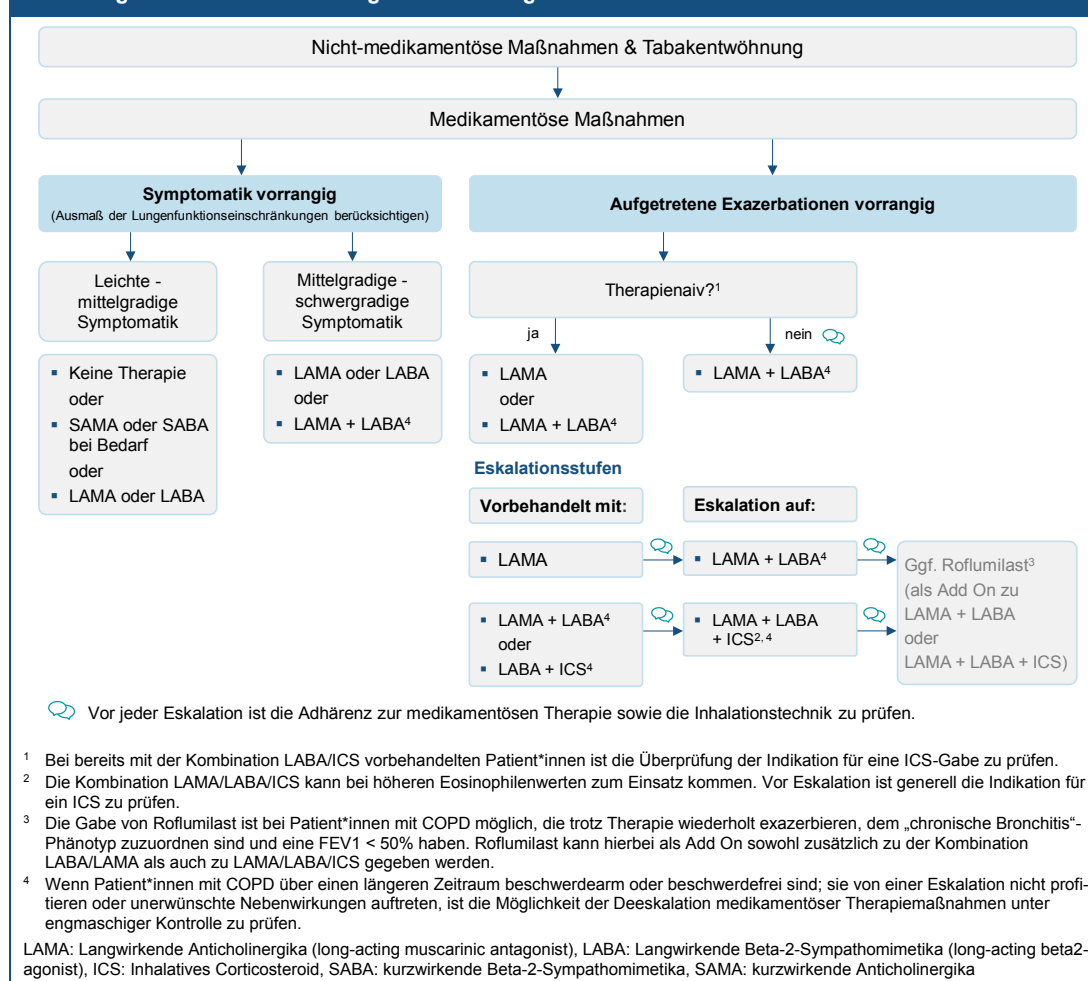 Nicht-medikamentöse Maßnahmen & Tabakentwöhnung
Medikamentöse Maßnahmen
Symptomatik vorrangig
(Ausmaß der Lungenfunktionseinschränkungen berücksichtigen)
Aufgetretene Exazerbationen vorrangig
Leichte -
mittelgradige
Symptomatik
Mittelgradige -
schwergradige
Symptomatik
Therapienaiv?¹
ja
nein
▪ Keine Therapie
oder
▪ SAMA oder SABA
bei Bedarf
oder
▪ LAMA oder LABA
▪ LAMA oder LABA
oder
▪ LAMA + LABA⁴
▪ LAMA
oder
▪ LAMA + LABA⁴
▪ LAMA + LABA⁴
Eskalationsstufen
Vorbehandelt mit:
Eskalation auf:
▪ LAMA
▪ LAMA + LABA⁴
▪ LAMA + LABA⁴
oder
▪ LABA + ICS⁴
▪ LAMA + LABA
+ ICS²,⁴
Ggf. Roflumilast³
(als Add On zu
LAMA + LABA
oder
LAMA + LABA + ICS)
Vor jeder Eskalation ist die Adhärenz zur medikamentösen Therapie sowie die Inhalationstechnik zu prüfen.
¹ Bei bereits mit der Kombination LABA/ICS vorbehandelten Patient*innen ist die Überprüfung der Indikation für eine ICS-Gabe zu prüfen.
² Die Kombination LAMA/LABA/ICS kann bei höheren Eosinophilenwerten zum Einsatz kommen. Vor Eskalation ist generell die Indikation für
ein ICS zu prüfen.
³ Die Gabe von Roflumilast ist bei Patient*innen mit COPD möglich, die trotz Therapie wiederholt exazerbieren, dem „chronische Bronchitis“-
Phänotyp zuzuordnen sind und eine FEV1 < 50% haben. Roflumilast kann hierbei als Add On sowohl zusätzlich zu der Kombination
LABA/LAMA als auch zu LAMA/LABA/ICS gegeben werden.
⁴ Wenn Patient*innen mit COPD über einen längeren Zeitraum beschwerdearm oder beschwerdefrei sind; sie von einer Eskalation nicht profi-
tieren oder unerwünschte Nebenwirkungen auftreten, ist die Möglichkeit der Deeskalation medikamentöser Therapiemaßnahmen unter
engmaschiger Kontrolle zu prüfen.
LAMA: Langwirkende Anticholinergika (long-acting muscarinic antagonist), LABA: Langwirkende Beta-2-Sympathomimetika (long-acting beta2-
agonist), ICS: Inhalatives Corticosteroid, SABA: kurzwirkende Beta-2-Sympathomimetika, SAMA: kurzwirkende Anticholinergika